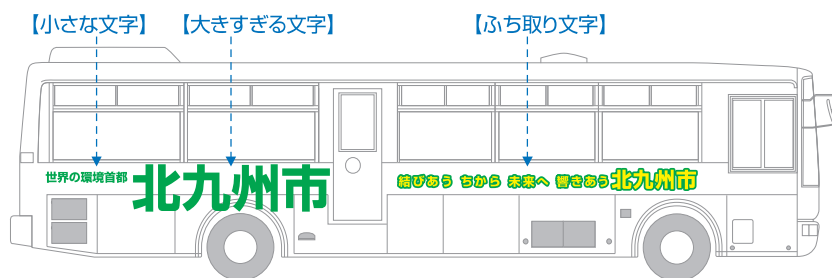 【小さな文字】 【大きすぎる文字】 【ふち取り文字】
世界の環境首都 北九州市 結びあう ちから 未来へ 響きあう 北九州市